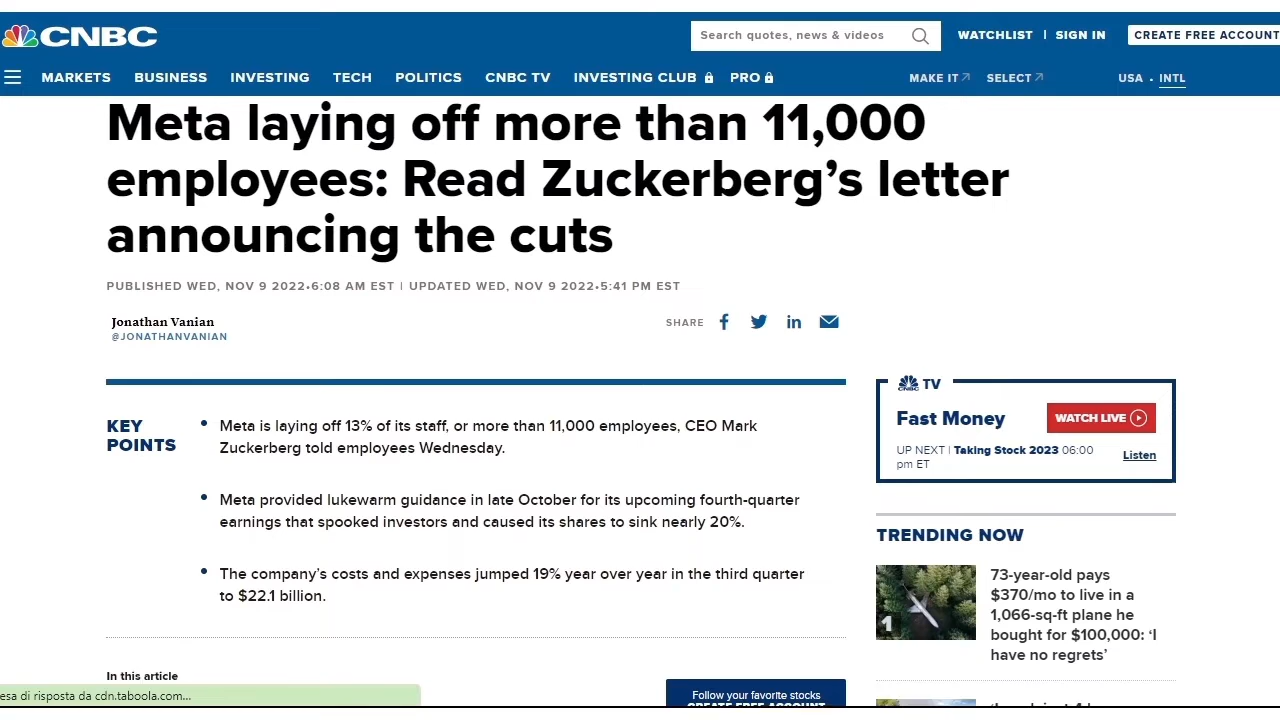 CNBC
Search quotes, news & videos
WATCHLIST | SIGN IN
CREATE FREE ACCOUNT
MARKETS BUSINESS INVESTING TECH POLITICS CNBC TV INVESTING CLUB PRO
MAKE IT SELECT
USA • INTL
Meta laying off more than 11,000
employees: Read Zuckerberg’s letter
announcing the cuts
PUBLISHED WED, NOV 9 2022•6:08 AM EST | UPDATED WED, NOV 9 2022•5:41 PM EST
Jonathan Vanian
@JONATHANVANIAN
SHARE
KEY
POINTS
Meta is laying off 13% of its staff, or more than 11,000 employees, CEO Mark
Zuckerberg told employees Wednesday.
Meta provided lukewarm guidance in late October for its upcoming fourth-quarter
earnings that spooked investors and caused its shares to sink nearly 20%.
The company’s costs and expenses jumped 19% year over year in the third quarter
to $22.1 billion.
In this article
esa di risposta da cdn.taboola.com...
Follow your favorite stocks
CREATE FREE ACCOUNT
CNBC TV
Fast Money
WATCH LIVE
UP NEXT | Taking Stock 2023 06:00
pm ET
Listen
TRENDING NOW
1
73-year-old pays
$370/mo to live in a
1,066-sq-ft plane he
bought for $100,000: ‘I
have no regrets’